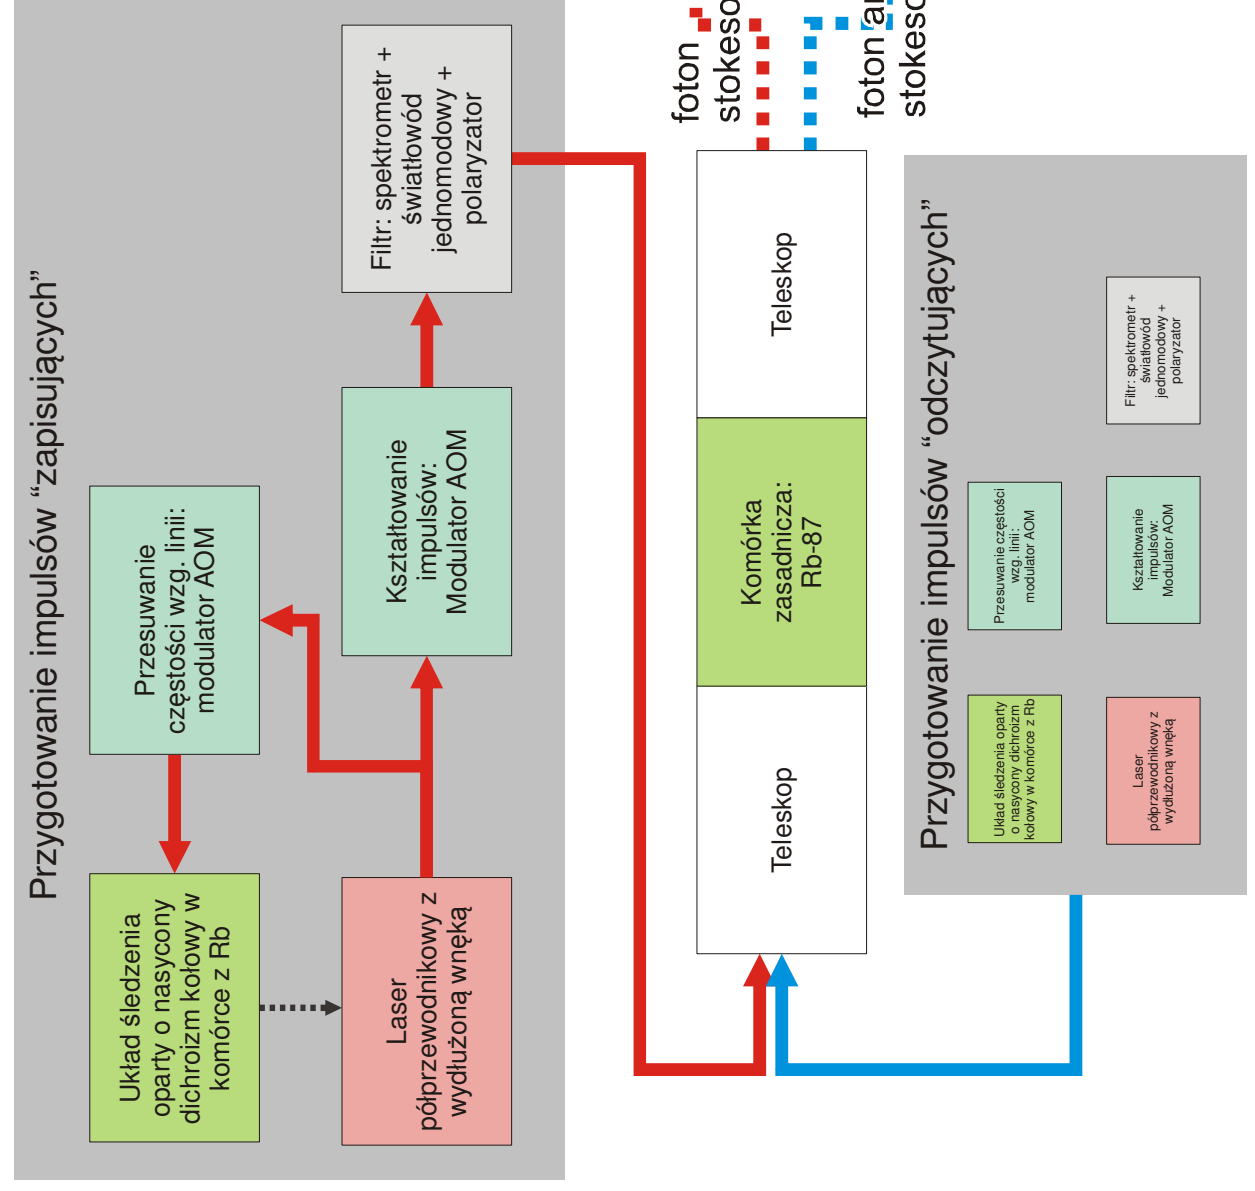 Przygotowanie impulsów “zapisujących”
Układ śledzenia
oparty o nasycony
dichroizm kołowy w
komórce z Rb
Przesuwanie
częstości wzg. linii:
modulator AOM
Laser
półprzewodnikowy z
wydłużoną wnęką
Kształtowanie
impulsów:
Modulator AOM
Filtr: spektrometr +
światłowód
jednomodowy +
polaryzator
Teleskop
Komórka
zasadnicza:
Rb-87
Teleskop
foton
foton
Przygotowanie impulsów “odczytujących”
Układ śledzenia oparty
o nasycony dichroizm
kołowy w komórce z Rb
Przesuwanie częstości
wzg. linii:
modulator AOM
Laser
półprzewodnikowy z
wydłużoną wnęką
Kształtowanie
impulsów:
Modulator AOM
Filtr: spektrometr +
światłowód
jednomodowy +
polaryzator